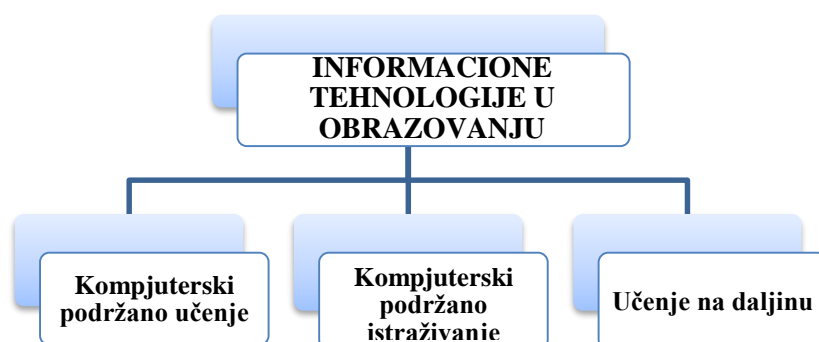 INFORMACIONE
TEHNOLOGIJE U
OBRAZOVANJU
Kompjuterski
podržano učenje
Kompjuterski
podržano
istraživanje
Učenje na daljinu